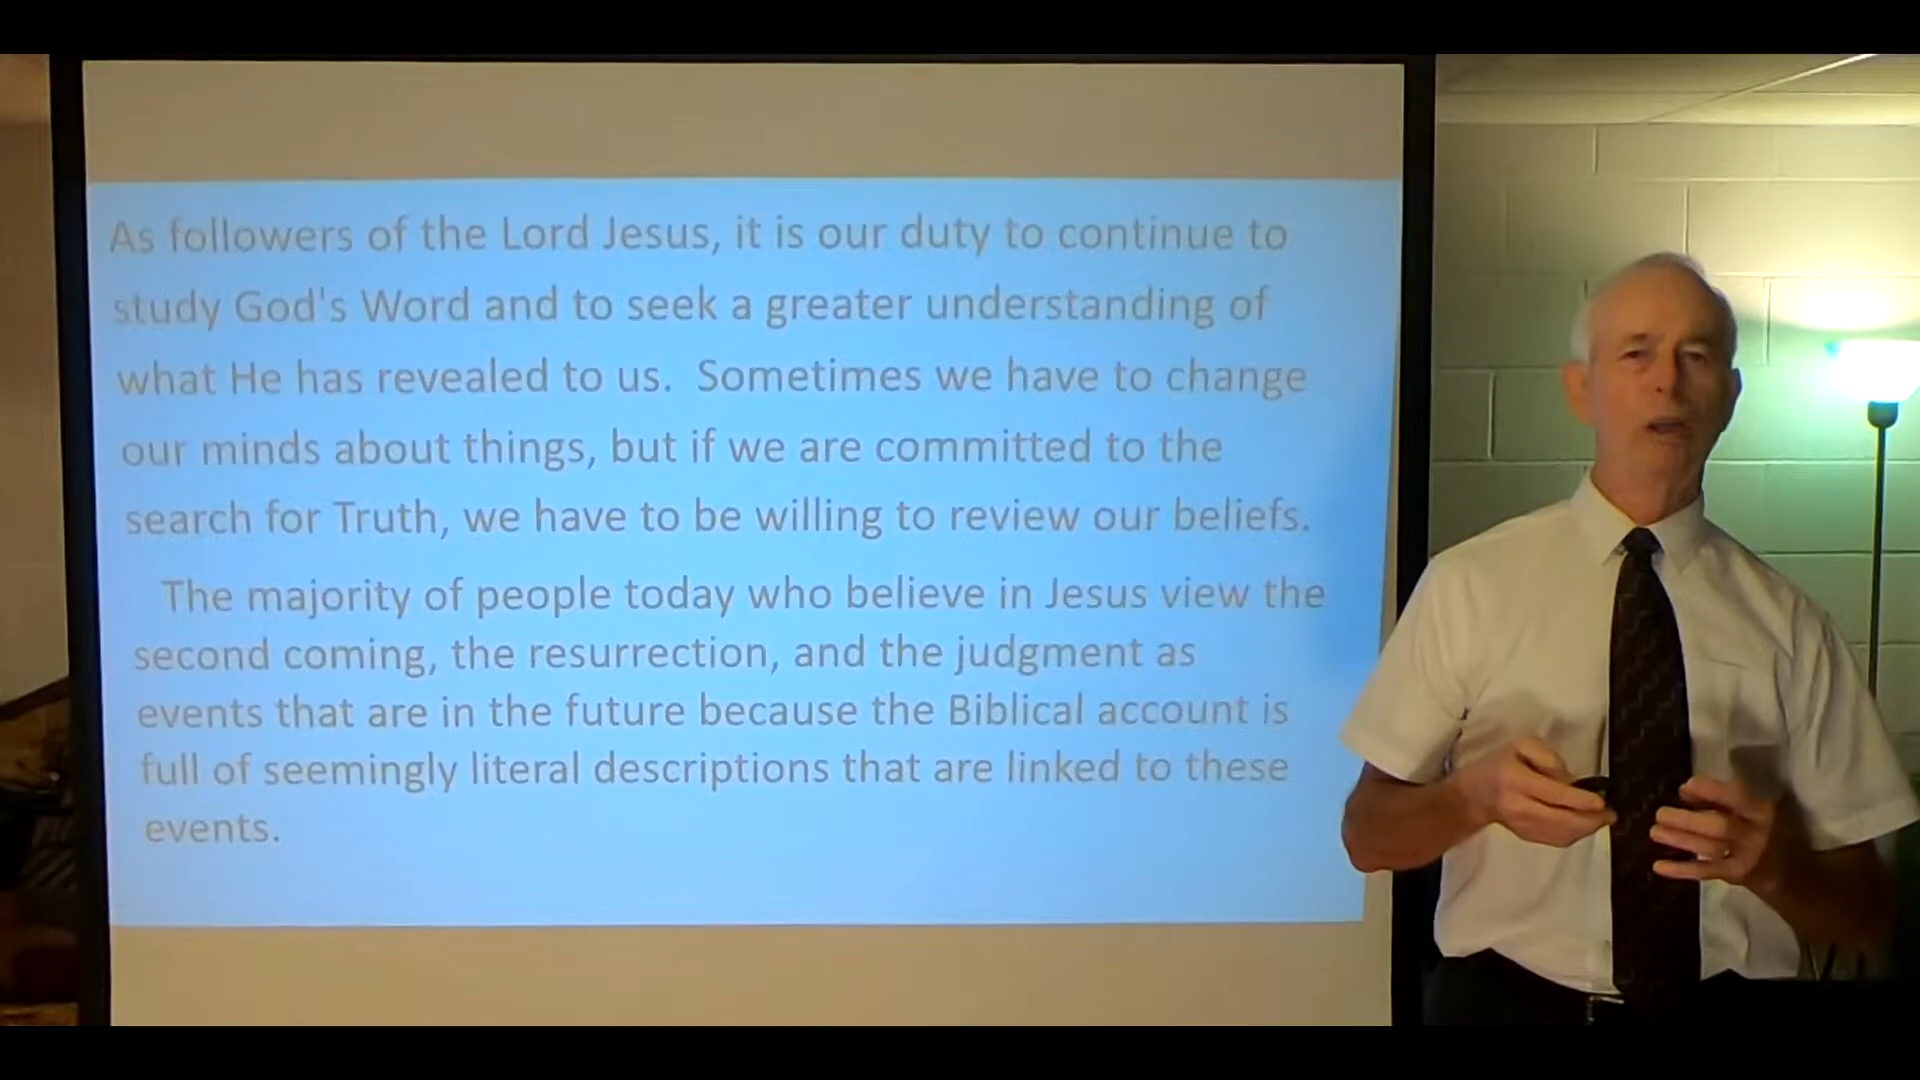 As followers of the Lord Jesus, it is our duty to continue to
study God's Word and to seek a greater understanding of
what He has revealed to us.  Sometimes we have to change
our minds about things, but if we are committed to the
search for Truth, we have to be willing to review our beliefs.
The majority of people today who believe in Jesus view the
second coming, the resurrection, and the judgment as
events that are in the future because the Biblical account is
full of seemingly literal descriptions that are linked to these
events.